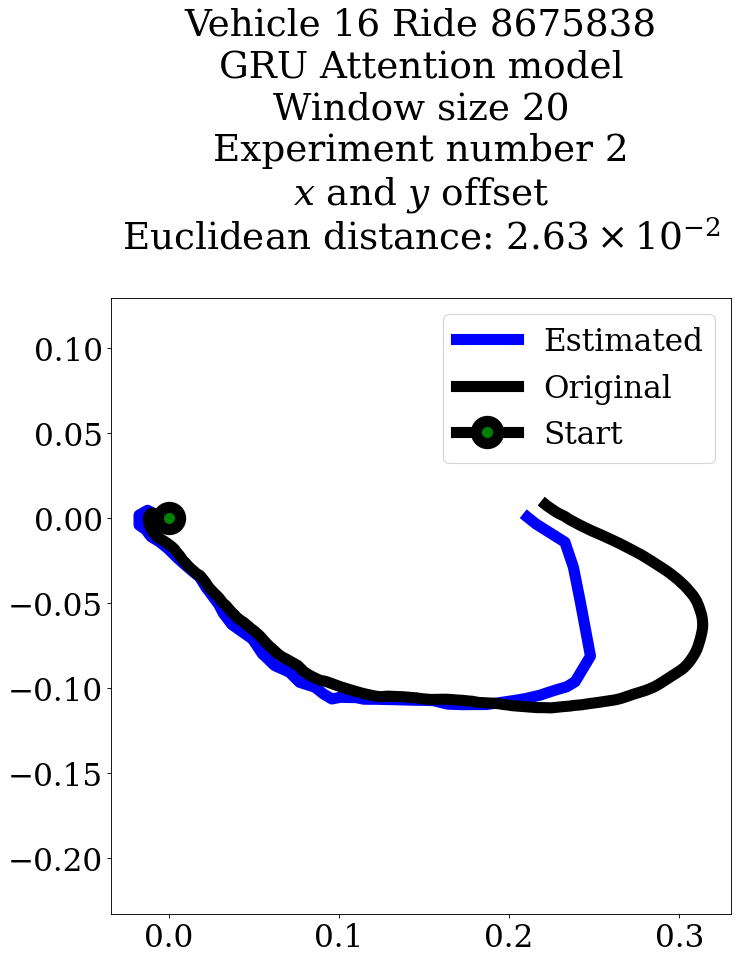 Vehicle 16 Ride 8675838
GRU Attention model
Window size 20
Experiment number 2
x and y offset
Euclidean distance: 2.63 × 10⁻²
Estimated
Original
Start
0.10
0.05
0.00
−0.05
−0.10
−0.15
−0.20
0.0 0.1 0.2 0.3